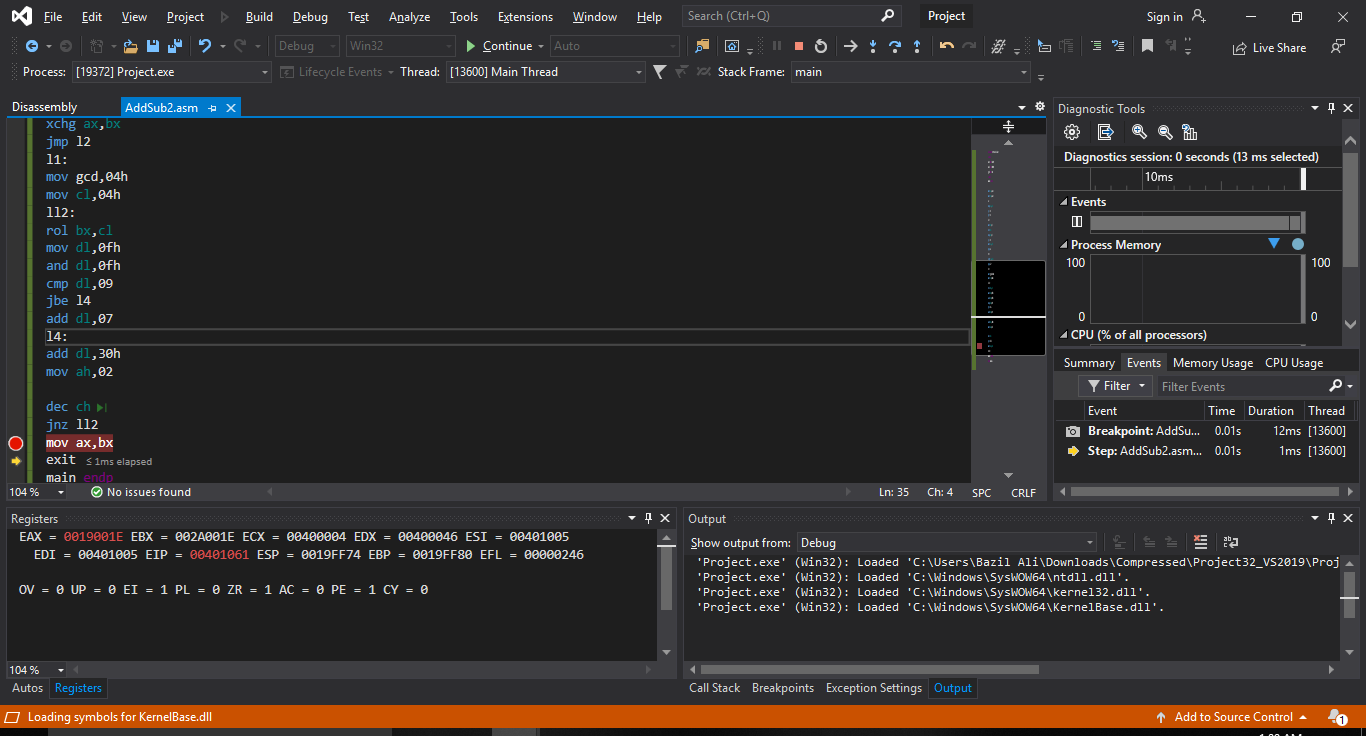 File Edit View Project Build Debug Test Analyze Tools Extensions Window Help Search (Ctrl+Q) Project Sign in
Debug Win32 Continue Auto Live Share
Process: [19372] Project.exe Lifecycle Events Thread: [13600] Main Thread Stack Frame: main
Disassembly AddSub2.asm
xchg ax,bx
jmp l2
l1:
mov gcd,04h
mov cl,04h
ll2:
rol bx,cl
mov dl,0fh
and dl,0fh
cmp dl,09
jbe l4
add dl,07
l4:
add dl,30h
mov ah,02
dec ch
jnz ll2
mov ax,bx
exit ≤ 1ms elapsed
main endp
104 % No issues found Ln: 35 Ch: 4 SPC CRLF
Diagnostic Tools
Diagnostics session: 0 seconds (13 ms selected)
10ms
Events
Process Memory
100 100
0 0
CPU (% of all processors)
Summary Events Memory Usage CPU Usage
Filter Filter Events
Event Time Duration Thread
Breakpoint: AddSu... 0.01s 12ms [13600]
Step: AddSub2.asm... 0.01s 1ms [13600]
Registers
EAX = 0019001E EBX = 002A001E ECX = 00400004 EDX = 00400046 ESI = 00401005
EDI = 00401005 EIP = 00401061 ESP = 0019FF74 EBP = 0019FF80 EFL = 00000246
OV = 0 UP = 0 EI = 1 PL = 0 ZR = 1 AC = 0 PE = 1 CY = 0
104 %
Autos Registers
Output
Show output from: Debug
'Project.exe' (Win32): Loaded 'C:\Users\Bazil Ali\Downloads\Compressed\Project32_VS2019\Proj
'Project.exe' (Win32): Loaded 'C:\Windows\SysWOW64\ntdll.dll'.
'Project.exe' (Win32): Loaded 'C:\Windows\SysWOW64\kernel32.dll'.
'Project.exe' (Win32): Loaded 'C:\Windows\SysWOW64\KernelBase.dll'.
Call Stack Breakpoints Exception Settings Output
Loading symbols for KernelBase.dll Add to Source Control 1